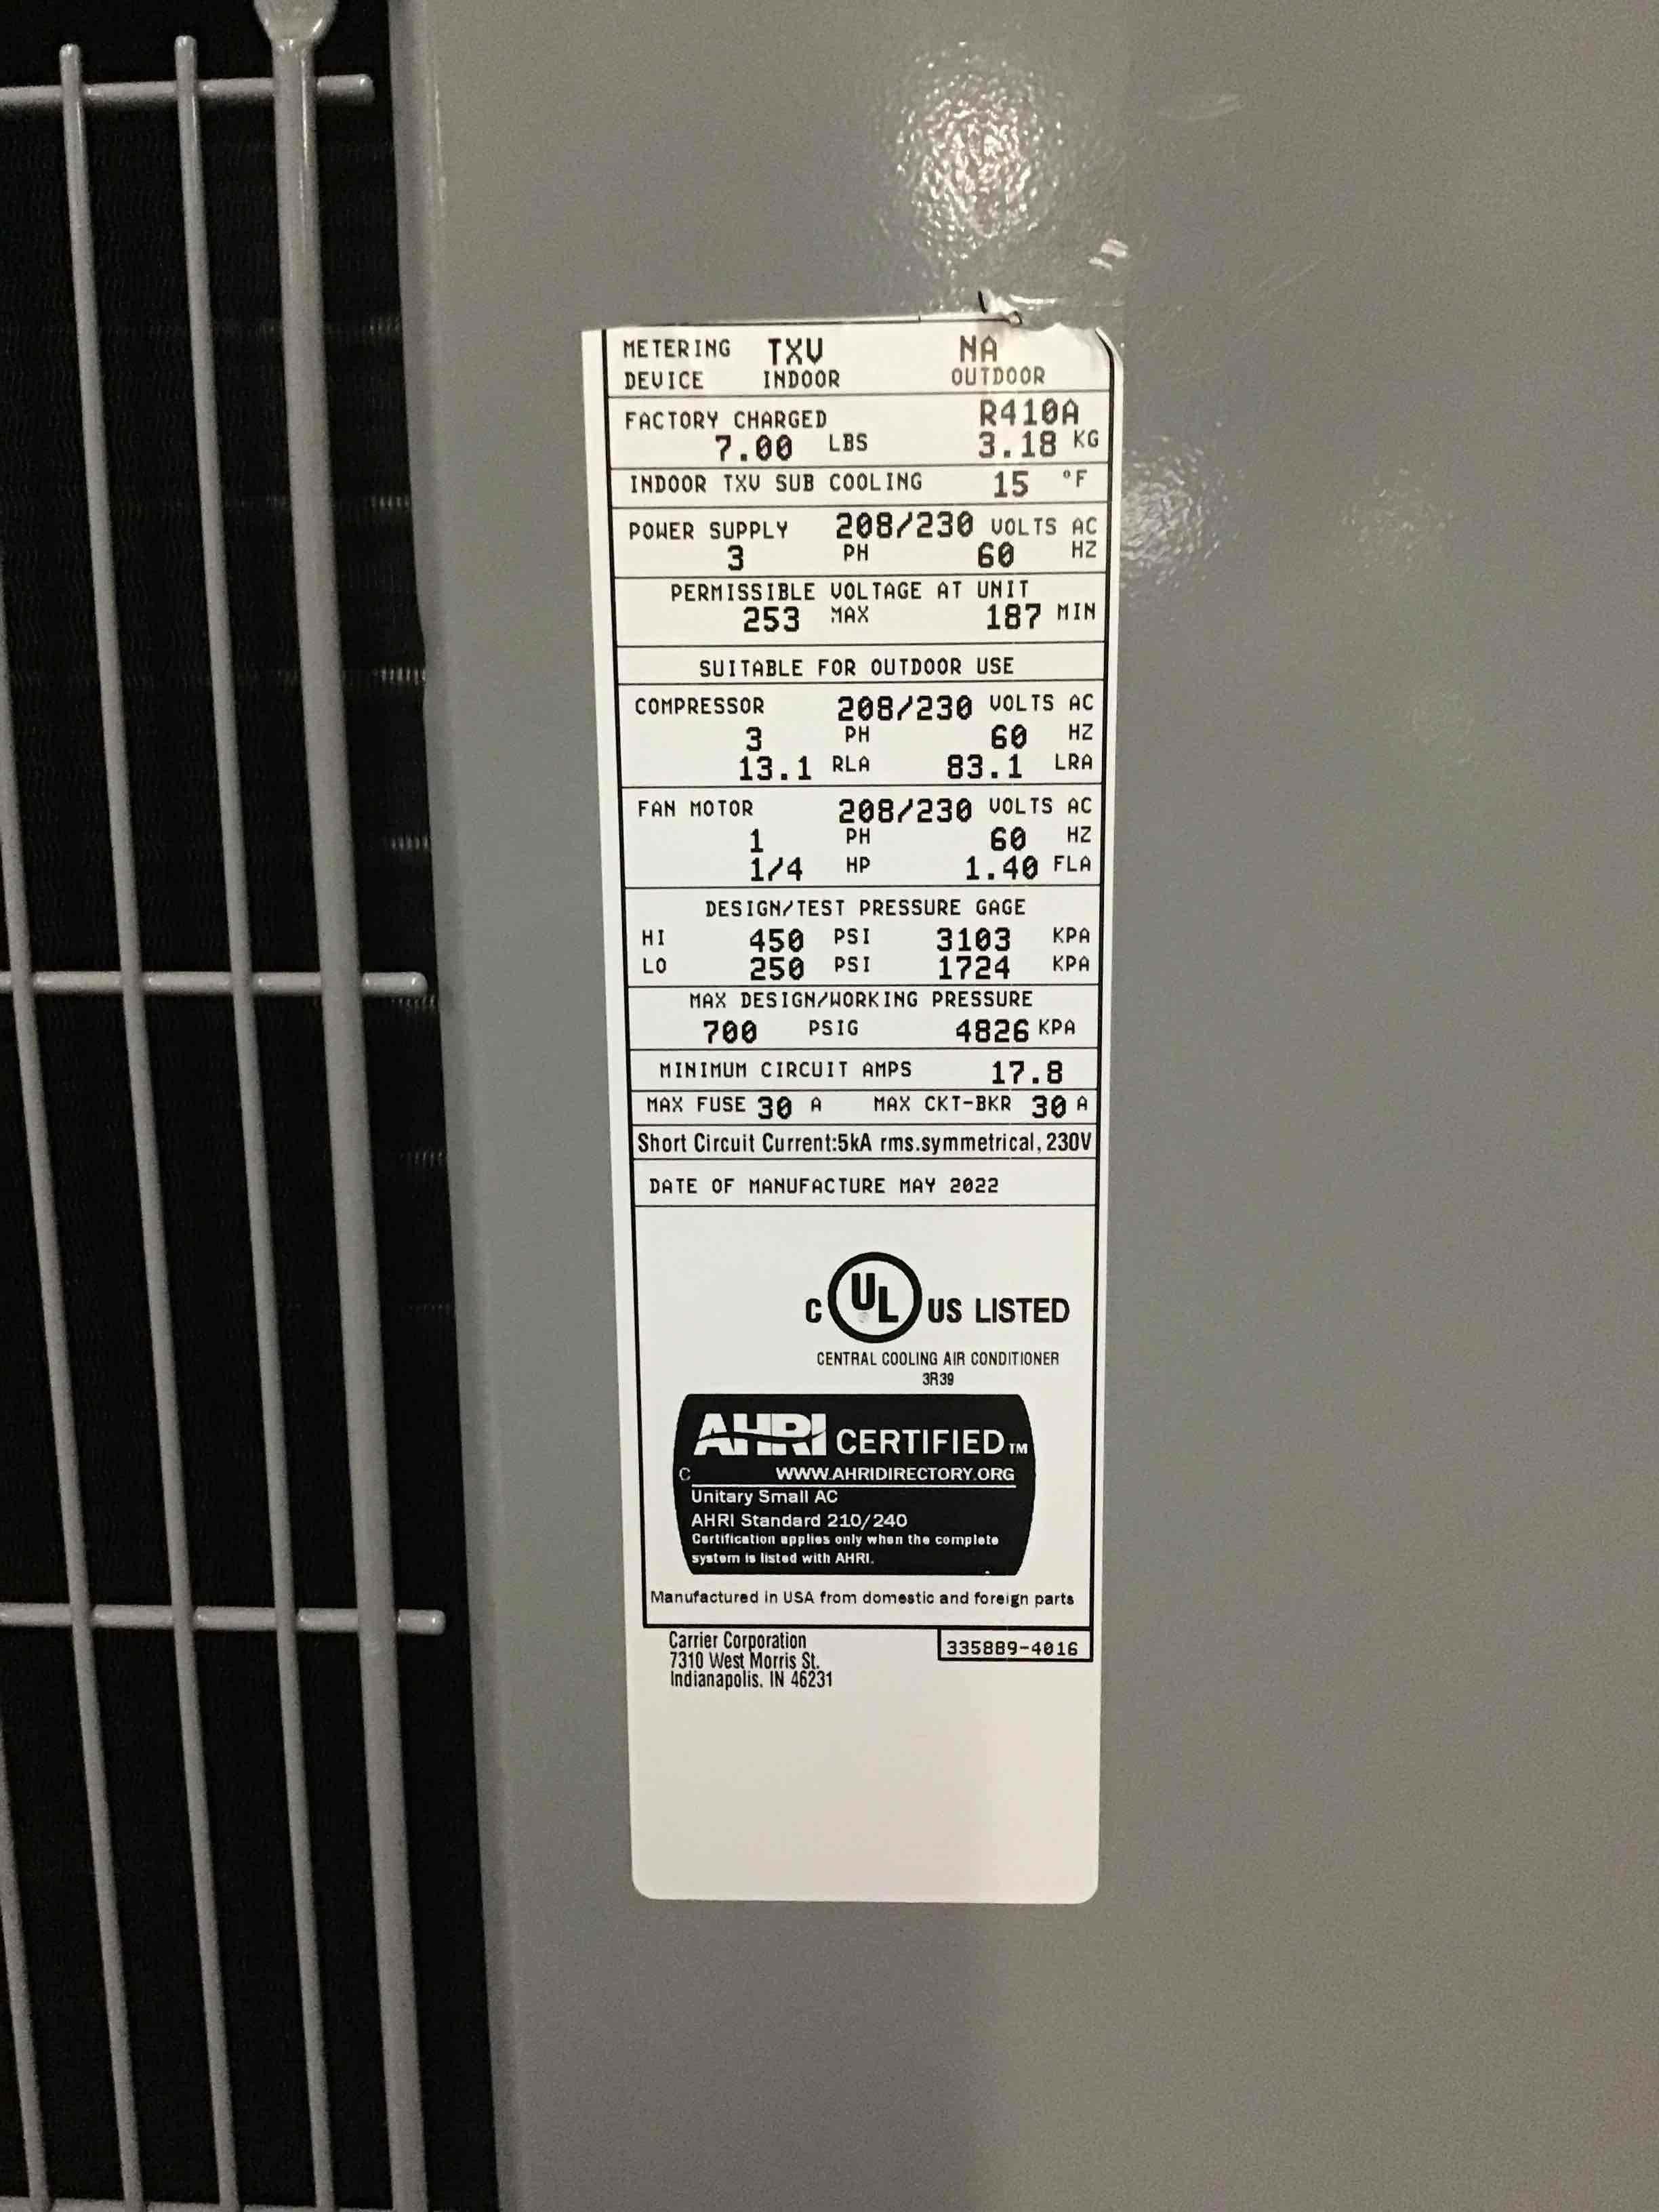 METERING TXV NA
DEVICE INDOOR OUTDOOR
FACTORY CHARGED R410A
7.00 LBS 3.18 KG
INDOOR TXV SUB COOLING 15 °F
POWER SUPPLY 208/230 VOLTS AC
3 PH 60 HZ
PERMISSIBLE VOLTAGE AT UNIT
253 MAX 187 MIN
SUITABLE FOR OUTDOOR USE
COMPRESSOR 208/230 VOLTS AC
3 PH 60 HZ
13.1 RLA 83.1 LRA
FAN MOTOR 208/230 VOLTS AC
1 PH 60 HZ
1/4 HP 1.40 FLA
DESIGN/TEST PRESSURE GAGE
HI 450 PSI 3103 KPA
LO 250 PSI 1724 KPA
MAX DESIGN/WORKING PRESSURE
700 PSIG 4826 KPA
MINIMUM CIRCUIT AMPS 17.8
MAX FUSE 30 A MAX CKT-BKR 30 A
Short Circuit Current:5kA rms.symmetrical, 230V
DATE OF MANUFACTURE MAY 2022
C UL US LISTED
CENTRAL COOLING AIR CONDITIONER
3R39
AHRI CERTIFIED TM
C WWW.AHRIDIRECTORY.ORG
Unitary Small AC
AHRI Standard 210/240
Certification applies only when the complete
system is listed with AHRI.
Manufactured in USA from domestic and foreign parts
Carrier Corporation 335889-4016
7310 West Morris St.
Indianapolis. IN 46231